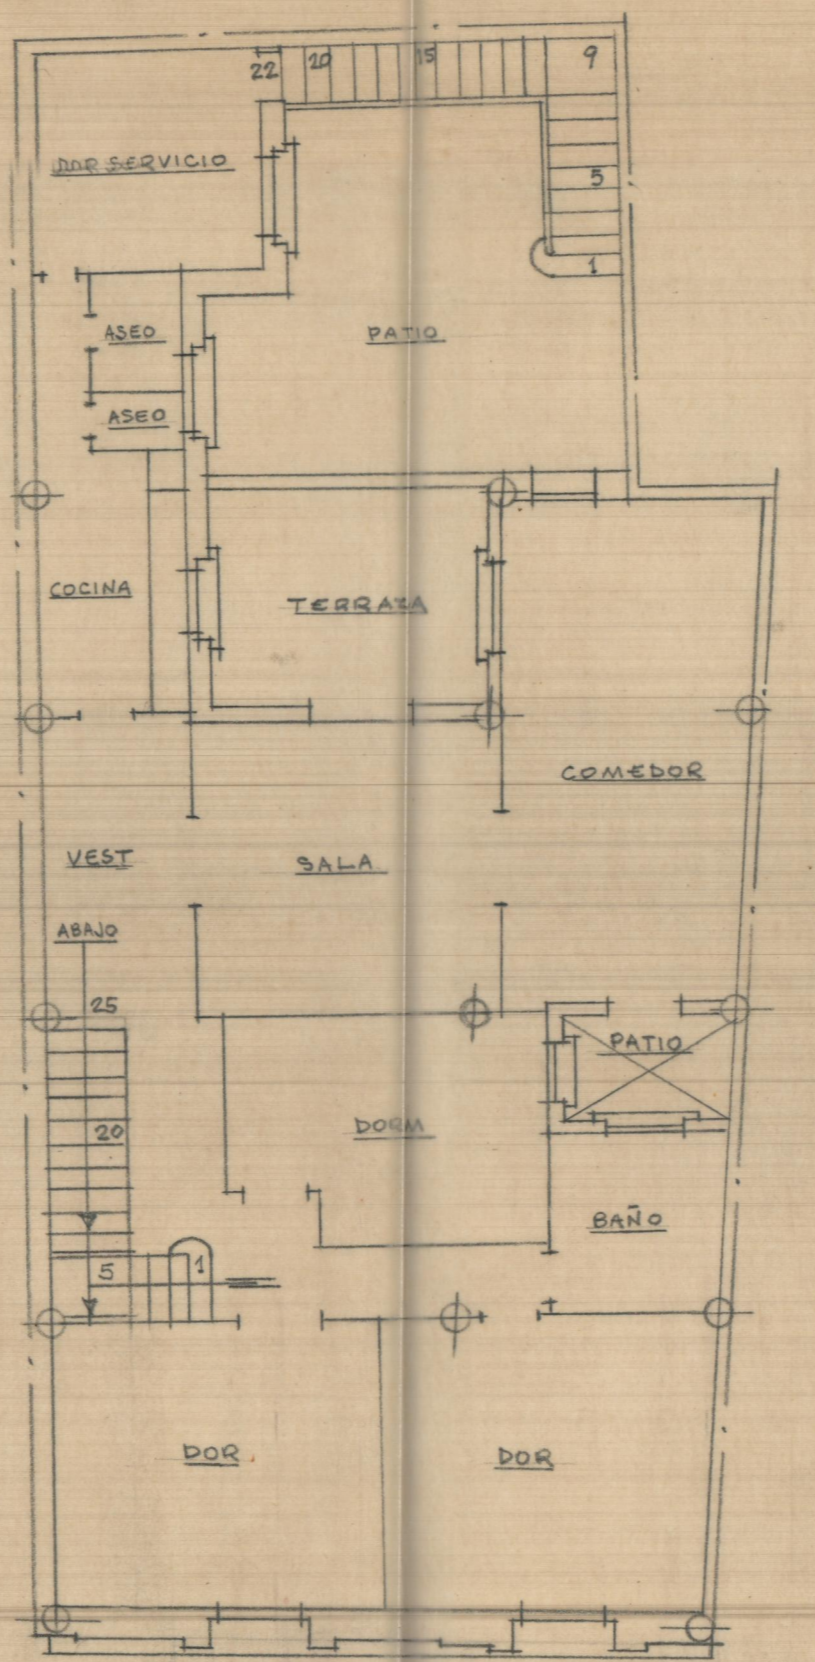 22 20 15 9
DOR SERVICIO
5
1
ASEO
PATIO
ASEO
COCINA
TERRAZA
COMEDOR
VEST
SALA
ABAJO
25
PATIO
20
DORM
BAÑO
5 1
DOR
DOR